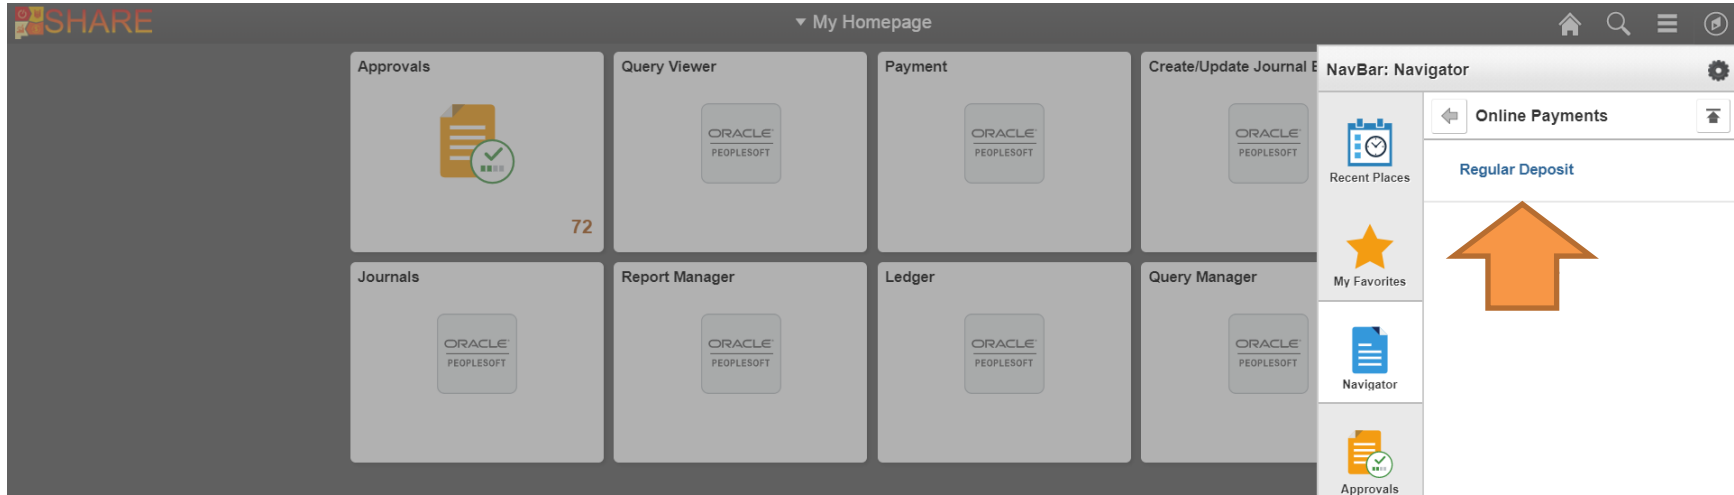 SHARE
My Homepage
Approvals
Query Viewer
Payment
Create/Update Journal
NavBar: Navigator
Online Payments
ORACLE
PEOPLESOFT
ORACLE
PEOPLESOFT
ORACLE
PEOPLESOFT
Recent Places
Regular Deposit
72
Journals
Report Manager
Ledger
Query Manager
My Favorites
ORACLE
PEOPLESOFT
ORACLE
PEOPLESOFT
ORACLE
PEOPLESOFT
ORACLE
PEOPLESOFT
Navigator
Approvals